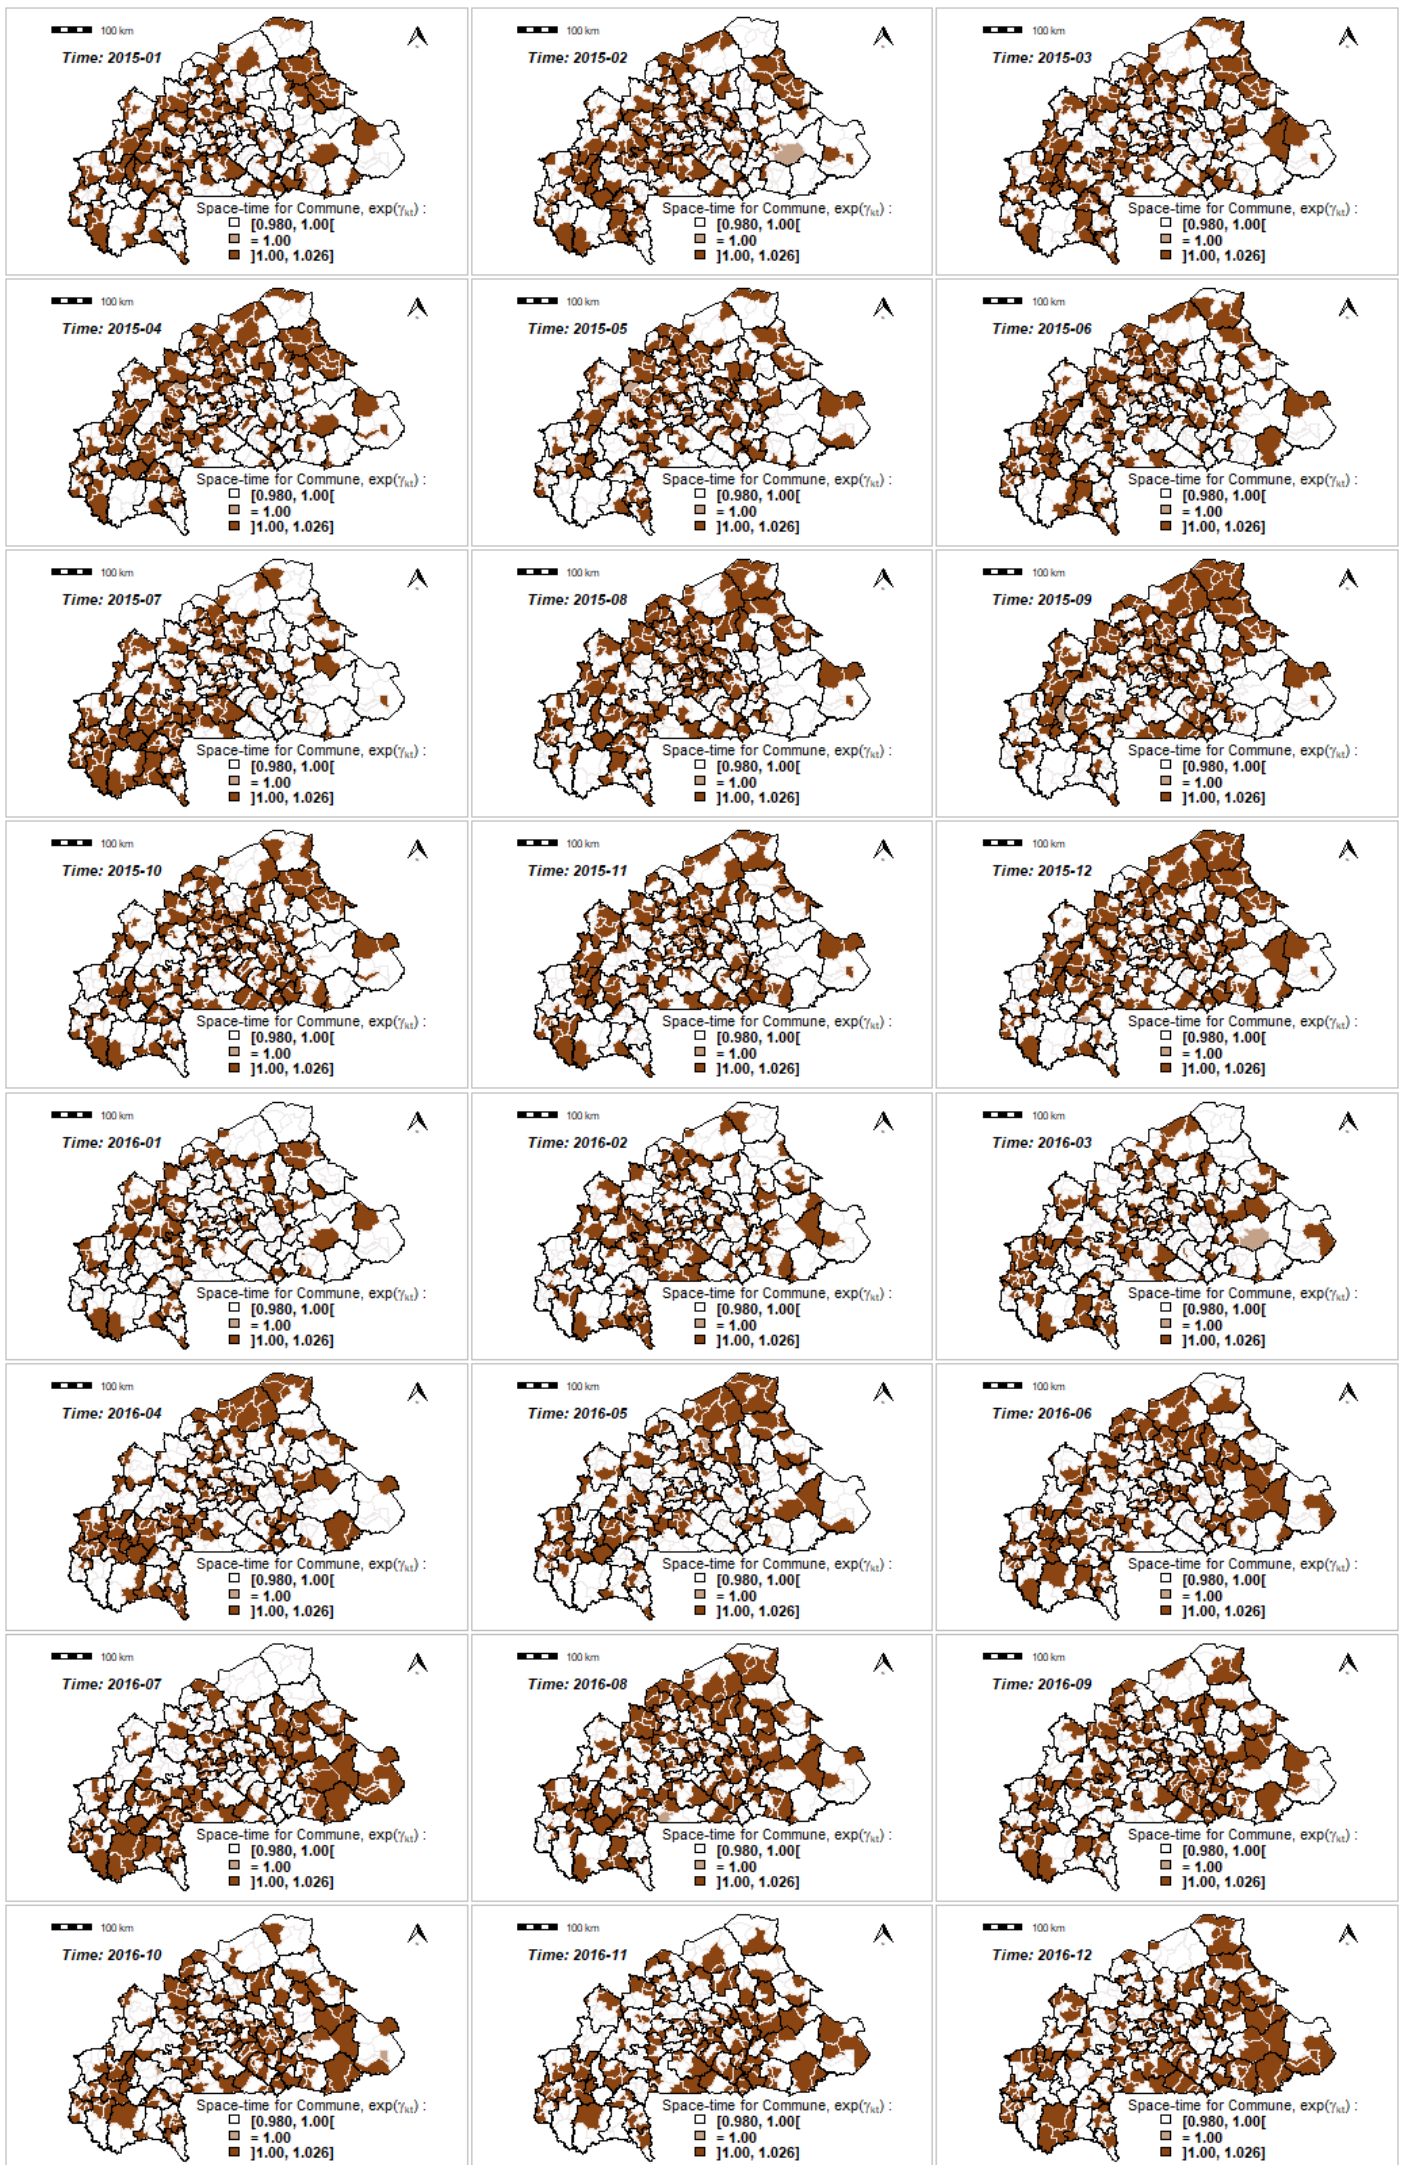 100 km
Time: 2015-01
Space-time for Commune, exp(γkt) :
[0.980, 1.00[
= 1.00
]1.00, 1.026]
100 km
Time: 2015-02
Space-time for Commune, exp(γkt) :
[0.980, 1.00[
= 1.00
]1.00, 1.026]
100 km
Time: 2015-03
Space-time for Commune, exp(γkt) :
[0.980, 1.00[
= 1.00
]1.00, 1.026]
100 km
Time: 2015-04
Space-time for Commune, exp(γkt) :
[0.980, 1.00[
= 1.00
]1.00, 1.026]
100 km
Time: 2015-05
Space-time for Commune, exp(γkt) :
[0.980, 1.00[
= 1.00
]1.00, 1.026]
100 km
Time: 2015-06
Space-time for Commune, exp(γkt) :
[0.980, 1.00[
= 1.00
]1.00, 1.026]
100 km
Time: 2015-07
Space-time for Commune, exp(γkt) :
[0.980, 1.00[
= 1.00
]1.00, 1.026]
100 km
Time: 2015-08
Space-time for Commune, exp(γkt) :
[0.980, 1.00[
= 1.00
]1.00, 1.026]
100 km
Time: 2015-09
Space-time for Commune, exp(γkt) :
[0.980, 1.00[
= 1.00
]1.00, 1.026]
100 km
Time: 2015-10
Space-time for Commune, exp(γkt) :
[0.980, 1.00[
= 1.00
]1.00, 1.026]
100 km
Time: 2015-11
Space-time for Commune, exp(γkt) :
[0.980, 1.00[
= 1.00
]1.00, 1.026]
100 km
Time: 2015-12
Space-time for Commune, exp(γkt) :
[0.980, 1.00[
= 1.00
]1.00, 1.026]
100 km
Time: 2016-01
Space-time for Commune, exp(γkt) :
[0.980, 1.00[
= 1.00
]1.00, 1.026]
100 km
Time: 2016-02
Space-time for Commune, exp(γkt) :
[0.980, 1.00[
= 1.00
]1.00, 1.026]
100 km
Time: 2016-03
Space-time for Commune, exp(γkt) :
[0.980, 1.00[
= 1.00
]1.00, 1.026]
100 km
Time: 2016-04
Space-time for Commune, exp(γkt) :
[0.980, 1.00[
= 1.00
]1.00, 1.026]
100 km
Time: 2016-05
Space-time for Commune, exp(γkt) :
[0.980, 1.00[
= 1.00
]1.00, 1.026]
100 km
Time: 2016-06
Space-time for Commune, exp(γkt) :
[0.980, 1.00[
= 1.00
]1.00, 1.026]
100 km
Time: 2016-07
Space-time for Commune, exp(γkt) :
[0.980, 1.00[
= 1.00
]1.00, 1.026]
100 km
Time: 2016-08
Space-time for Commune, exp(γkt) :
[0.980, 1.00[
= 1.00
]1.00, 1.026]
100 km
Time: 2016-09
Space-time for Commune, exp(γkt) :
[0.980, 1.00[
= 1.00
]1.00, 1.026]
100 km
Time: 2016-10
Space-time for Commune, exp(γkt) :
[0.980, 1.00[
= 1.00
]1.00, 1.026]
100 km
Time: 2016-11
Space-time for Commune, exp(γkt) :
[0.980, 1.00[
= 1.00
]1.00, 1.026]
100 km
Time: 2016-12
Space-time for Commune, exp(γkt) :
[0.980, 1.00[
= 1.00
]1.00, 1.026]